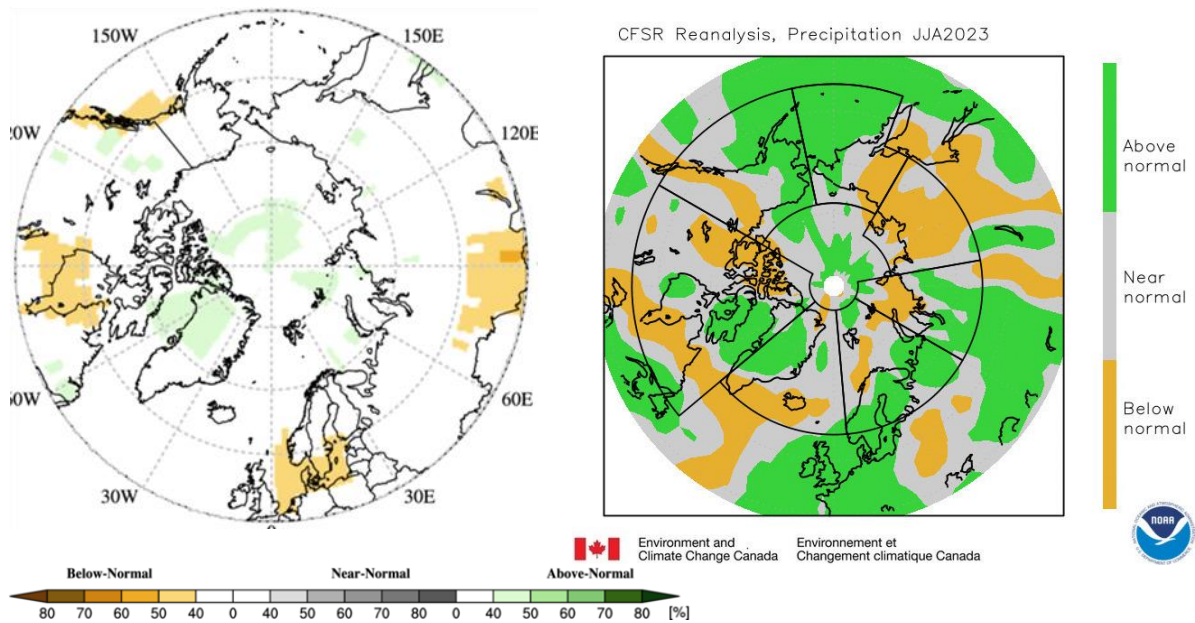 150W
150E
CFSR Reanalysis, Precipitation JJA2023
20W
120E
Above
normal
Near
normal
0W
60E
Below
normal
30W
30E
0
NOAA
Environment and
Climate Change Canada
Environnement et
Changement climatique Canada
Below-Normal
Near-Normal
Above-Normal
80 70 60 50 40 0 40 50 60 70 80 0 40 50 60 70 80 [%]